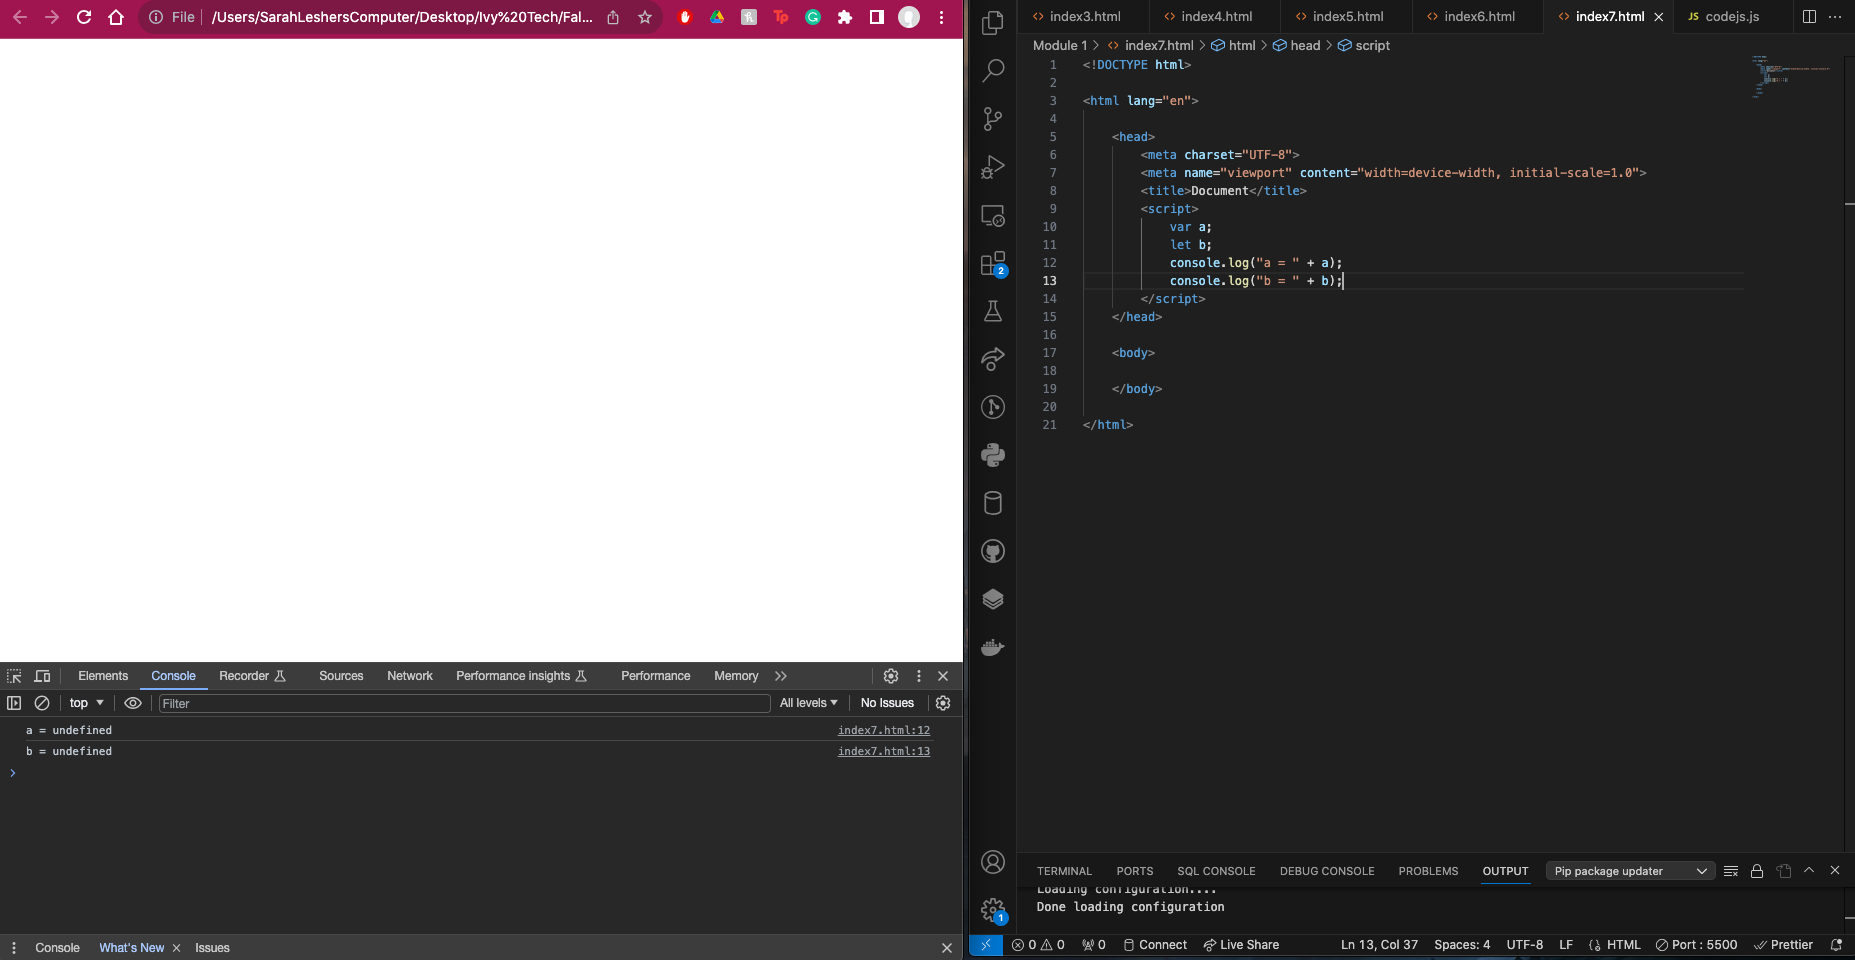 File /Users/SarahLeshersComputer/Desktop/Ivy%20Tech/Fal...
Tp
Elements Console Recorder Sources Network Performance insights Performance Memory
top Filter All levels No Issues
a = undefined index7.html:12
b = undefined index7.html:13
Console What's New Issues
index3.html index4.html index5.html index6.html index7.html JS codejs.js
Module 1 > index7.html > html > head > script
1 <!DOCTYPE html>
2
3 <html lang="en">
4
5 <head>
6 <meta charset="UTF-8">
7 <meta name="viewport" content="width=device-width, initial-scale=1.0">
8 <title>Document</title>
9 <script>
10 var a;
11 let b;
12 console.log("a = " + a);
13 console.log("b = " + b);
14 </script>
15 </head>
16
17 <body>
18
19 </body>
20
21 </html>
2
1
TERMINAL PORTS SQL CONSOLE DEBUG CONSOLE PROBLEMS OUTPUT Pip package updater
Loading configuration....
Done loading configuration
0 0 0 Connect Live Share Ln 13, Col 37 Spaces: 4 UTF-8 LF HTML Port : 5500 Prettier